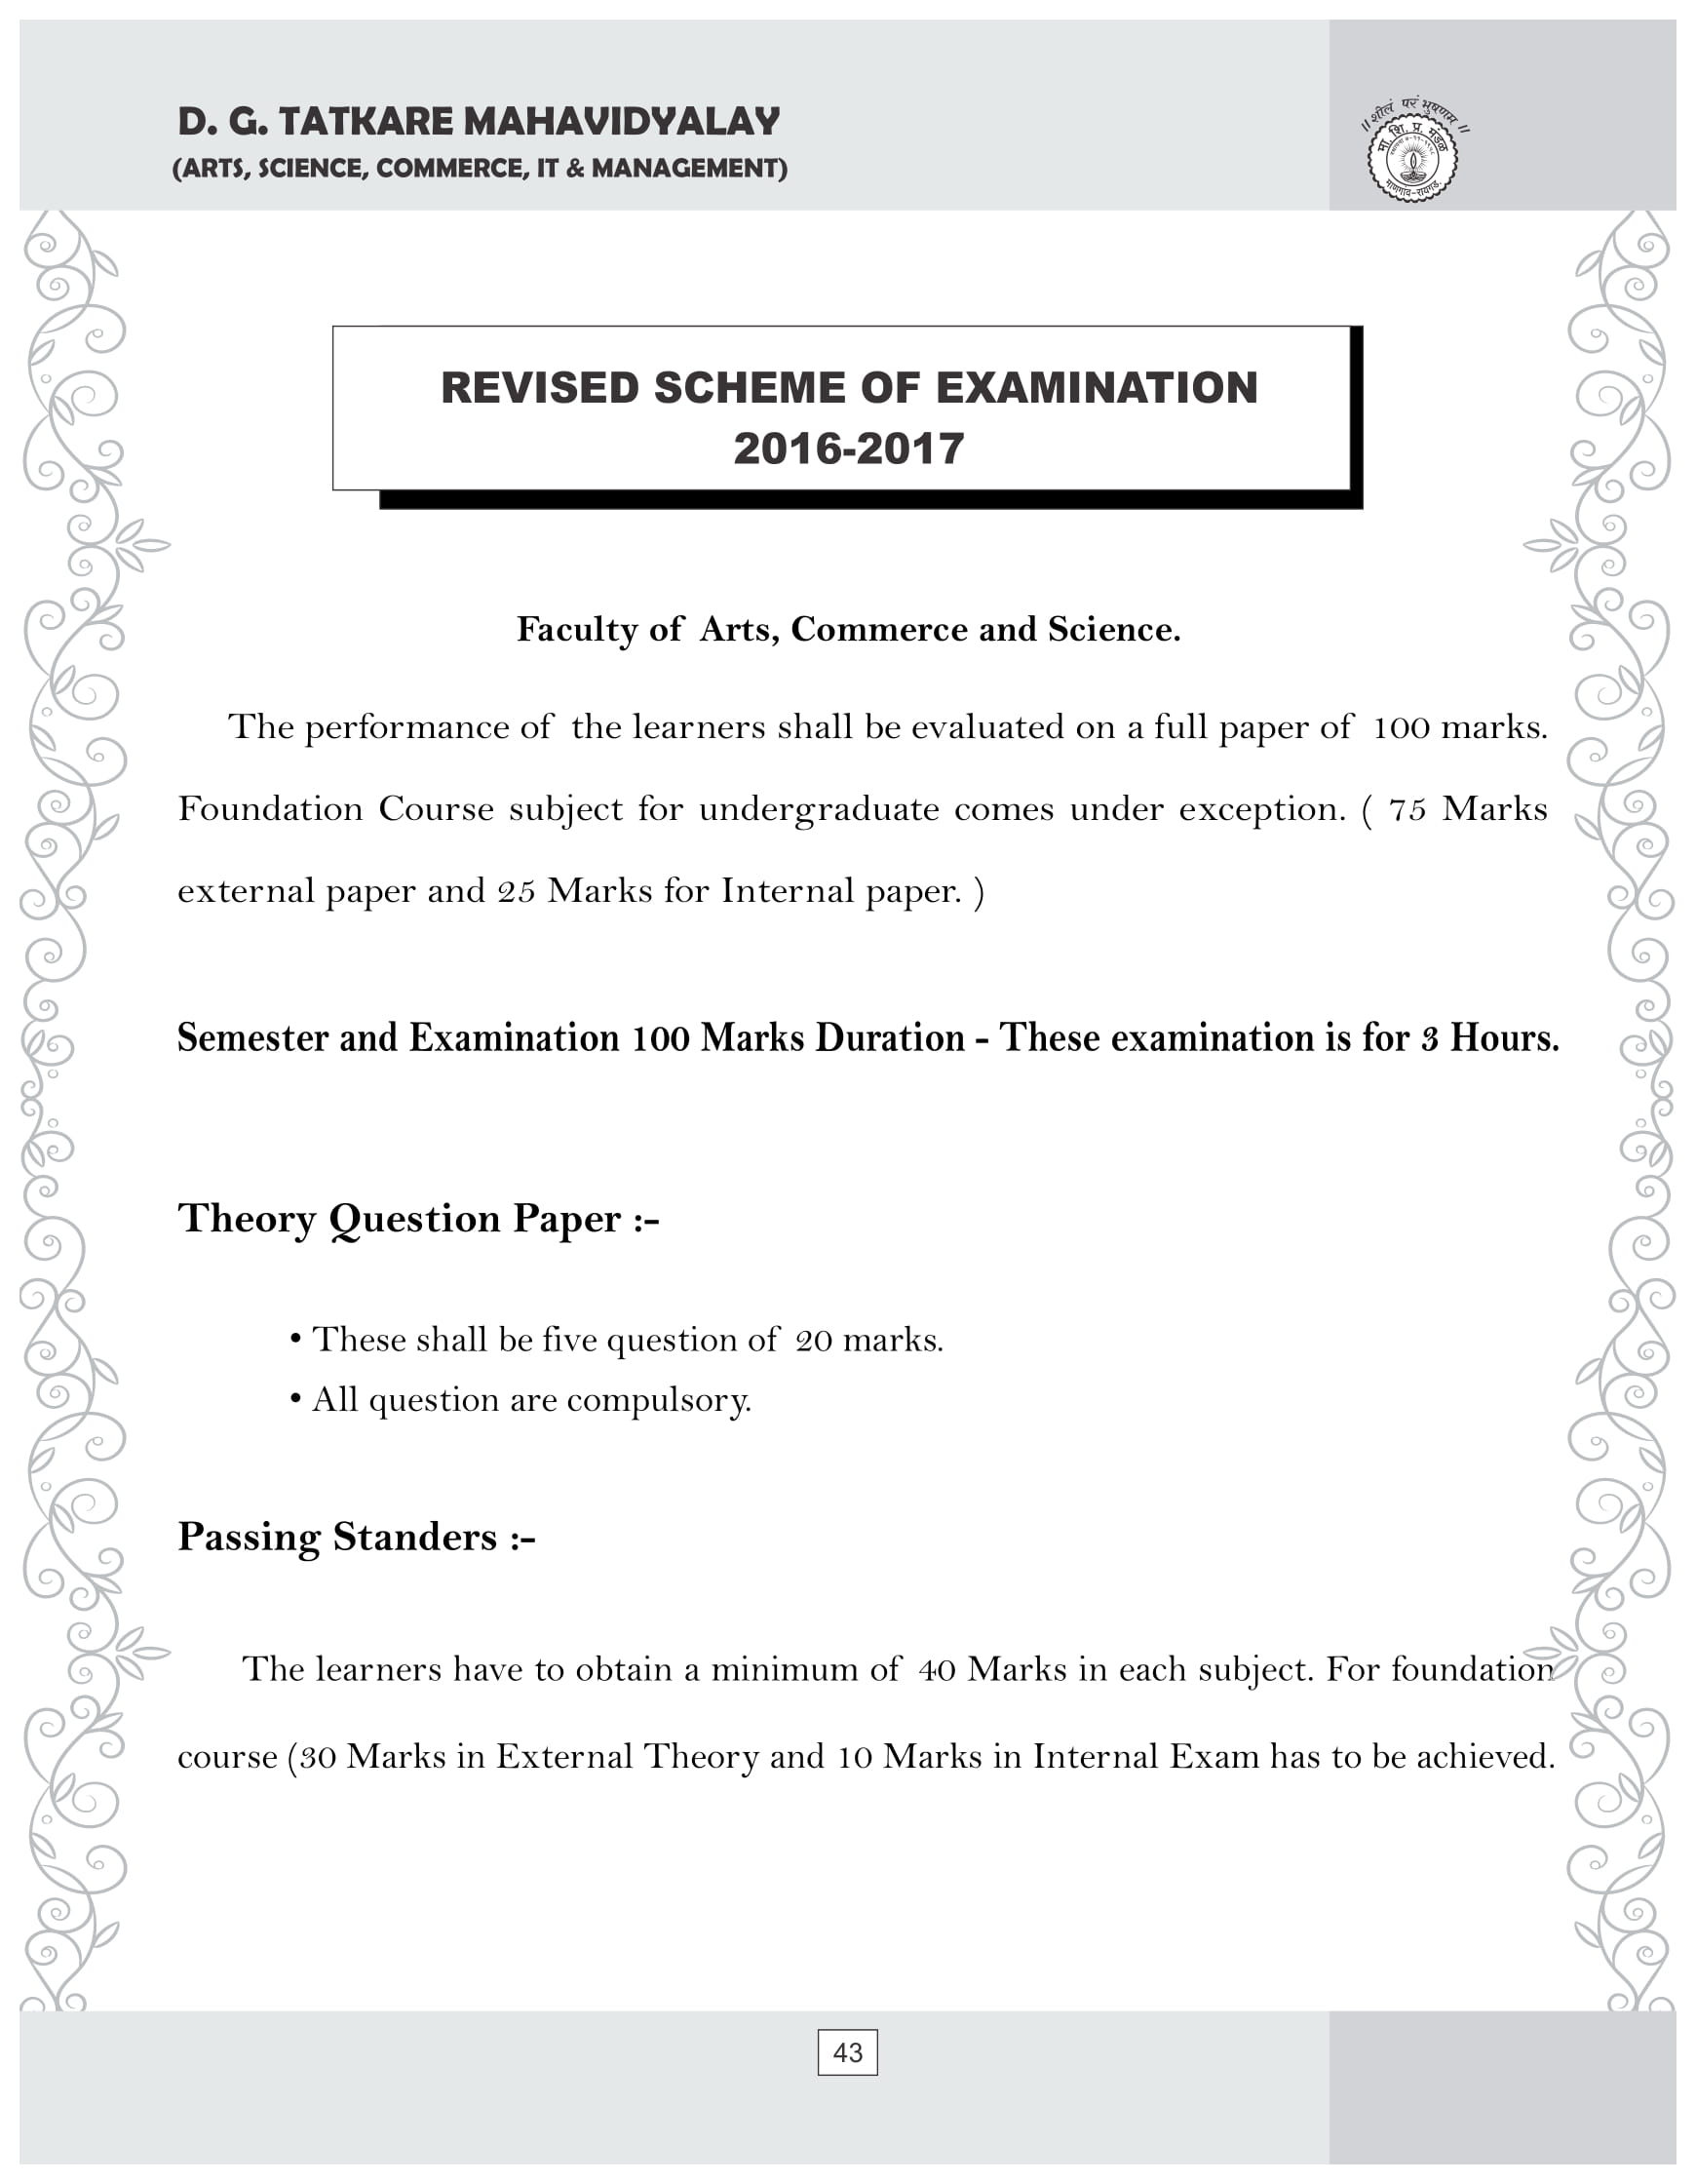 D. G. TATKARE MAHAVIDYALAY
(ARTS, SCIENCE, COMMERCE, IT & MANAGEMENT)
॥ शीलं परं भुषणम ॥
मा. शि. प्र. मंडळ
माणगांव-रायगड.
REVISED SCHEME OF EXAMINATION
2016-2017
Faculty of Arts, Commerce and Science.
The performance of the learners shall be evaluated on a full paper of 100 marks.
Foundation Course subject for undergraduate comes under exception. ( 75 Marks
external paper and 25 Marks for Internal paper. )
Semester and Examination 100 Marks Duration - These examination is for 3 Hours.
Theory Question Paper :-
• These shall be five question of 20 marks.
• All question are compulsory.
Passing Standers :-
The learners have to obtain a minimum of 40 Marks in each subject. For foundation
course (30 Marks in External Theory and 10 Marks in Internal Exam has to be achieved.
43